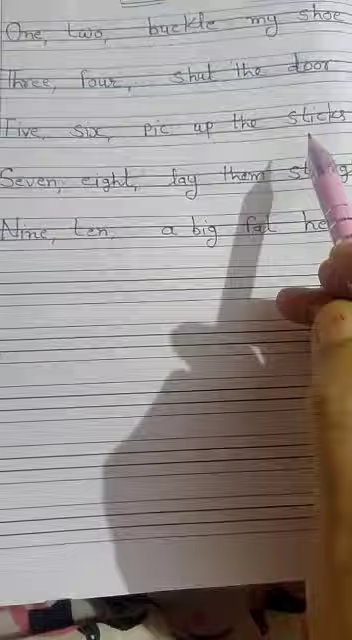 One, two, buckle my shoe
Three, four, shut the door
Five, six, pic up the sticks
Seven, eight, lay them
Nine, ten, a big fat